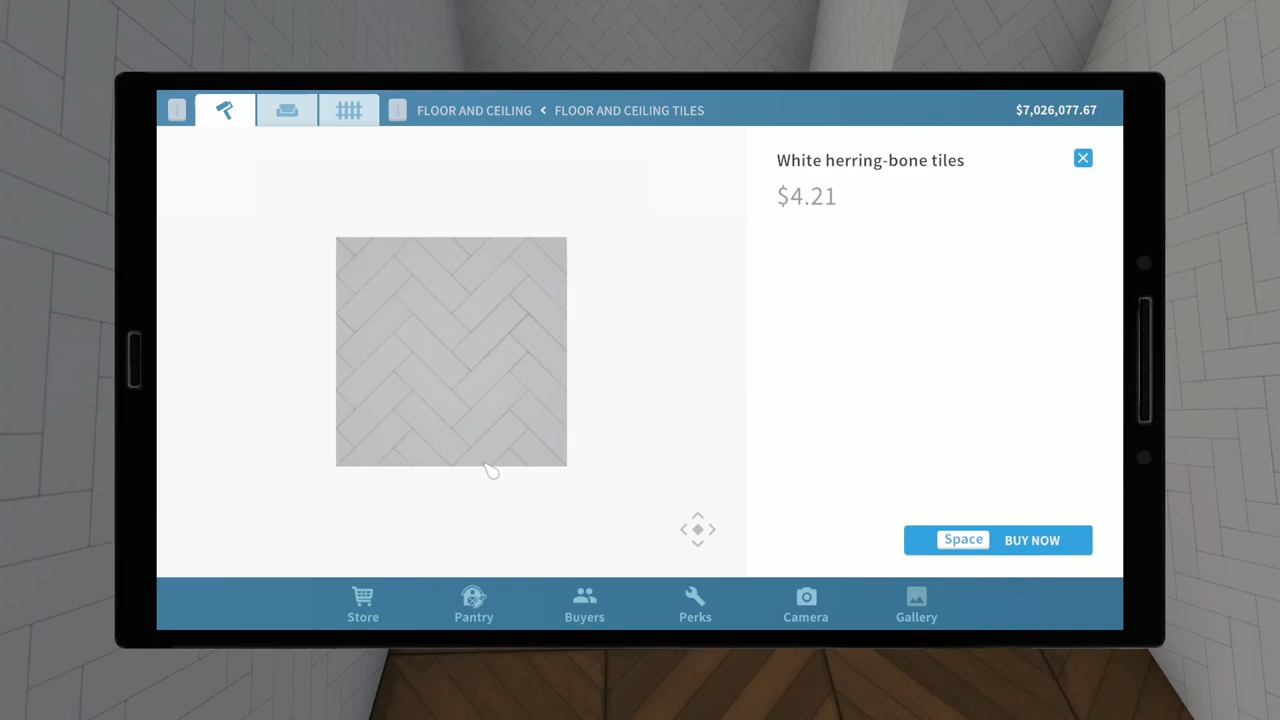 FLOOR AND CEILING < FLOOR AND CEILING TILES
$7,026,077.67
White herring-bone tiles
$4.21
Space BUY NOW
Store Pantry Buyers Perks Camera Gallery